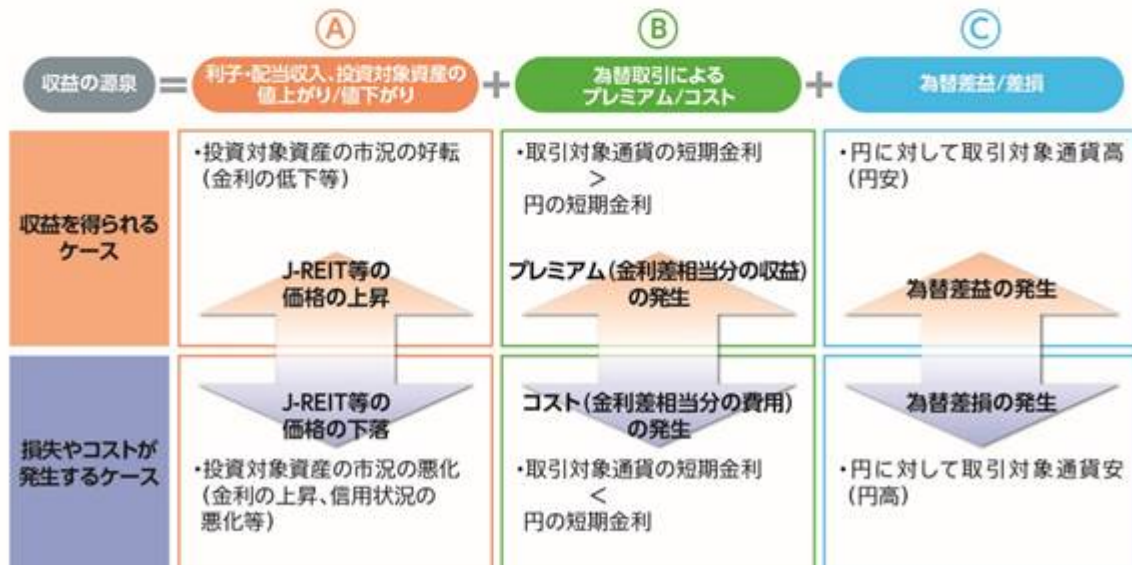 Ⓐ
Ⓑ
Ⓒ
収益の源泉
=
利子・配当収入、投資対象資産の
値上がり/値下がり
+
為替取引による
プレミアム/コスト
+
為替差益/差損
収益を得られる
ケース
・投資対象資産の市況の好転
(金利の低下等)
J-REIT等の
価格の上昇
・取引対象通貨の短期金利
>
円の短期金利
プレミアム(金利差相当分の収益)
の発生
・円に対して取引対象通貨高
(円安)
為替差益の発生
損失やコストが
発生するケース
J-REIT等の
価格の下落
・投資対象資産の市況の悪化
(金利の上昇、信用状況の
悪化等)
コスト(金利差相当分の費用)
の発生
・取引対象通貨の短期金利
<
円の短期金利
為替差損の発生
・円に対して取引対象通貨安
(円高)